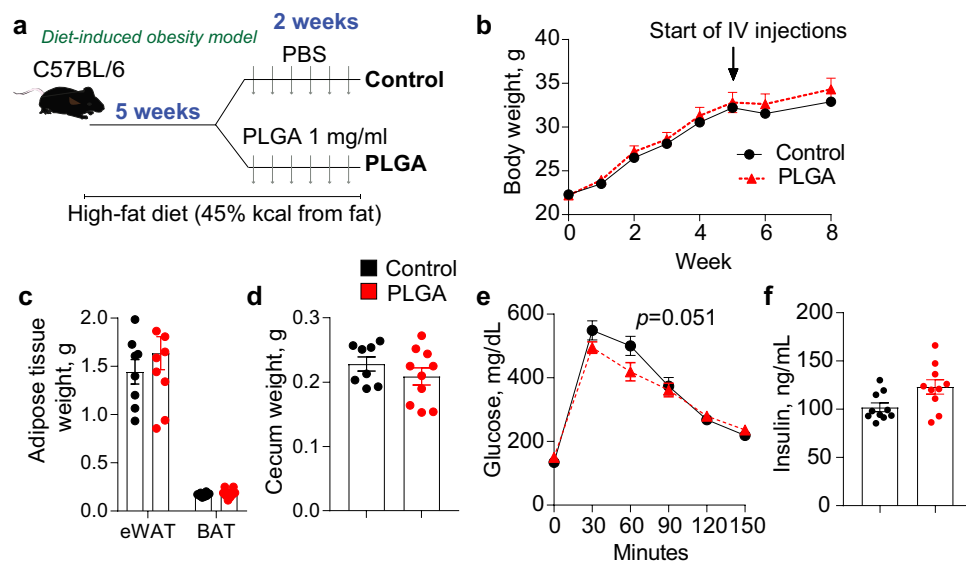 a
Diet-induced obesity model
C57BL/6
5 weeks
2 weeks
PBS
Control
PLGA 1 mg/ml
PLGA
High-fat diet (45% kcal from fat)
b
Start of IV injections
Body weight, g
40
35
30
25
20
Control
PLGA
0 2 4 6 8
Week
Control
PLGA
c
Adipose tissue
weight, g
2.0
1.5
1.0
1.5
0.0
eWAT BAT
d
Cecum weight, g
0.3
0.2
0.1
0.0
e
p=0.051
Glucose, mg/dL
600
400
200
0
0 30 60 90 120 150
Minutes
f
Insulin, ng/mL
200
150
100
50
0